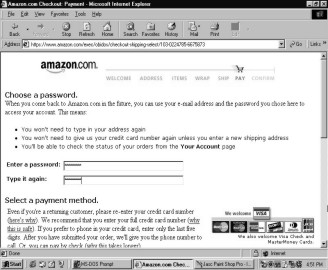 Amazon.com Checkout: Payment - Microsoft Internet Explorer
File Edit View Favorites Tools Help
Back Stop Refresh Home Search Favorites History Mail Print
Address https://www.amazon.com/exec/obidos/checkout-shipping-select/103-0224785-6675873 Go Links
amazon.com.
WELCOME ADDRESS ITEMS WRAP SHIP PAY CONFIRM
Choose a password.
When you come back to Amazon.com in the future, you can use your e-mail address and the password you chose here to
access your account. This means:
• You won't need to type in your address again
• You won't need to give us your credit card number again unless you enter a new shipping address
• You'll be able to check the status of your orders from the Your Account page
Enter a password:
Type it again:
Select a payment method.
Even if you're a returning customer, please re-enter your credit card number
(here's why). We recommend that you enter your full credit card number (why
this is safe). If you prefer to phone in your credit card, enter only the last five
digits. After you have submitted your order, we'll give you the phone number to
call. Or, you can pay by check (why this takes longer).
We welcome VISA
We also welcome Visa Check and
MasterMoney Cards.
Done Internet
Start MS-DOS Prompt Amazon.com Chec... Jasc Paint Shop Pro 4:51 PM